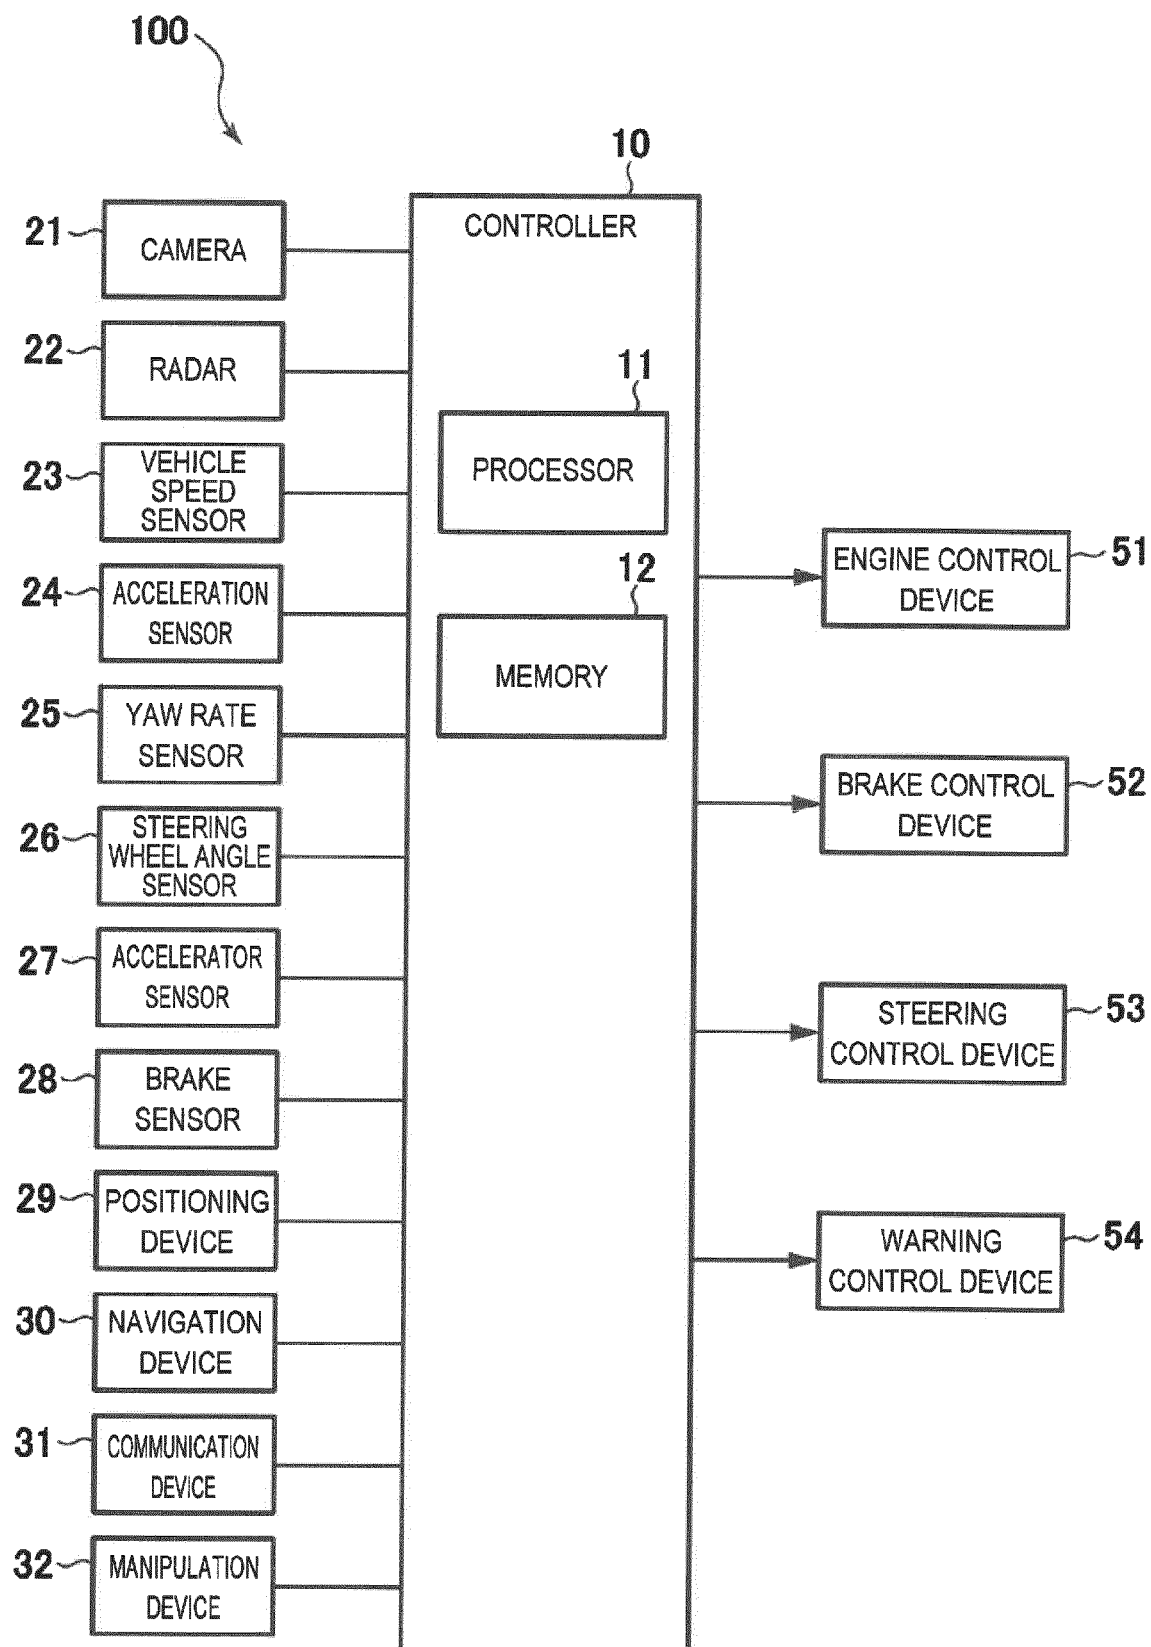 100
10
CONTROLLER
21
CAMERA
22
RADAR
11
PROCESSOR
23
VEHICLE
SPEED
SENSOR
12
MEMORY
24
ACCELERATION
SENSOR
51
ENGINE CONTROL
DEVICE
25
YAW RATE
SENSOR
52
BRAKE CONTROL
DEVICE
26
STEERING
WHEEL ANGLE
SENSOR
27
ACCELERATOR
SENSOR
53
STEERING
CONTROL DEVICE
28
BRAKE
SENSOR
29
POSITIONING
DEVICE
54
WARNING
CONTROL DEVICE
30
NAVIGATION
DEVICE
31
COMMUNICATION
DEVICE
32
MANIPULATION
DEVICE